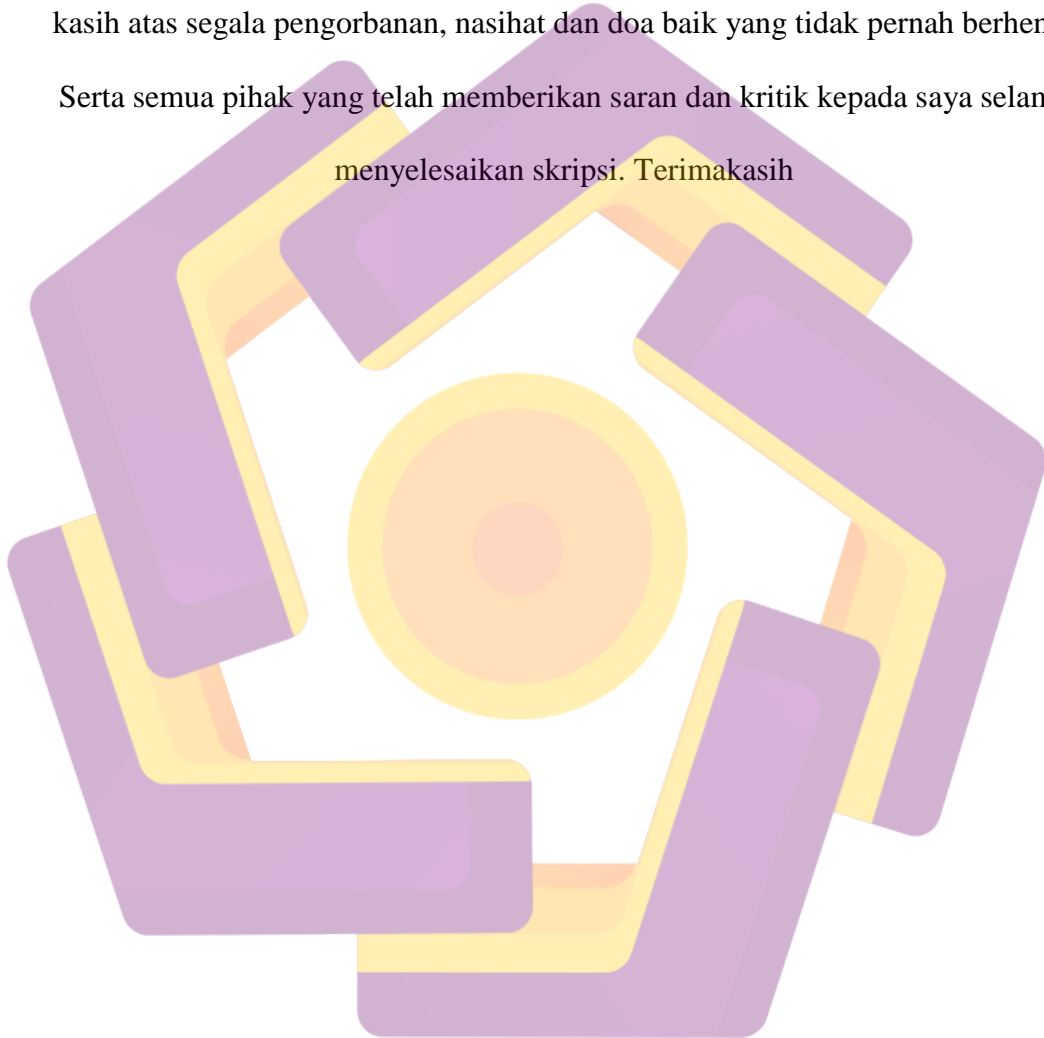 kasih atas segala pengorbanan, nasihat dan doa baik yang tidak pernah berhen
Serta semua pihak yang telah memberikan saran dan kritik kepada saya selan
menyelesaikan skripsi. Terimakasih